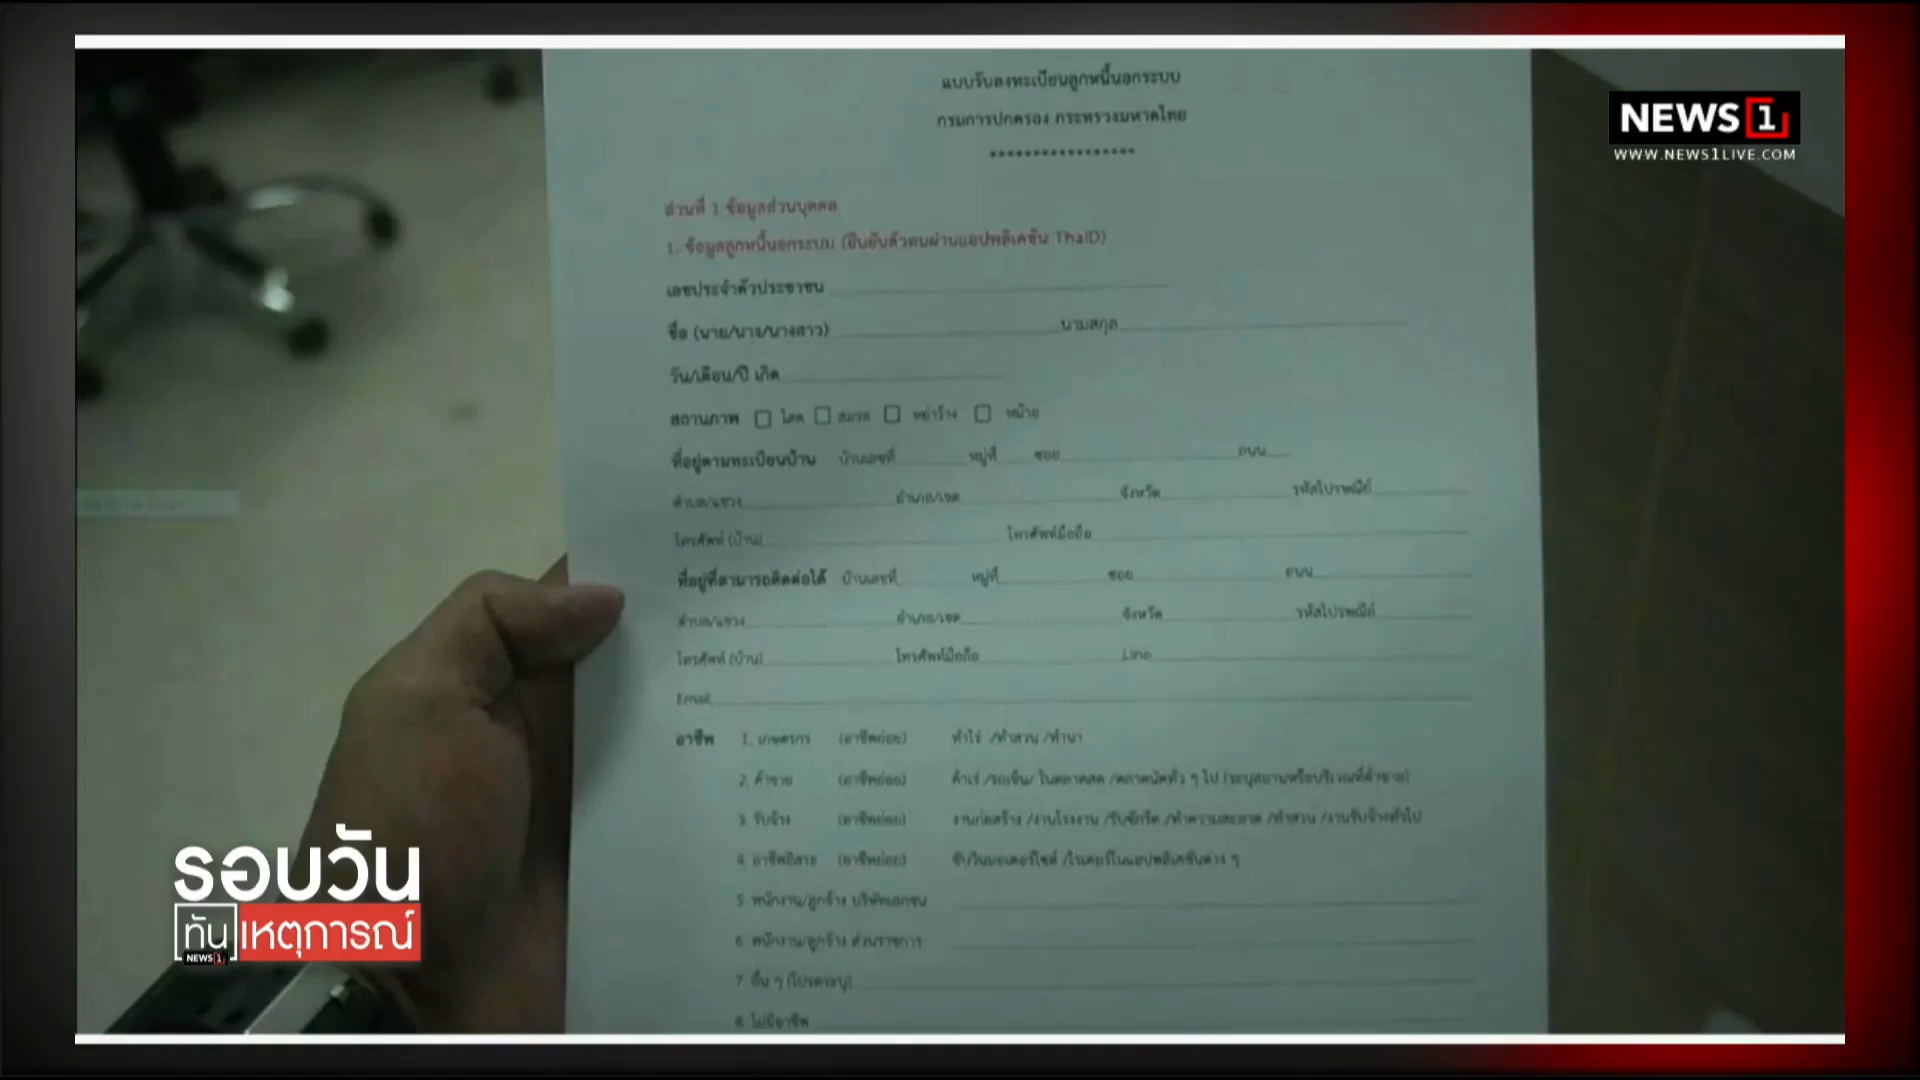 แบบรับลงทะเบียนลูกหนี้นอกระบบ
กรมการปกครอง กระทรวงมหาดไทย
*****************
NEWS 1
WWW.NEWS1LIVE.COM
ส่วนที่ 1 ข้อมูลส่วนบุคคล
1. ข้อมูลลูกหนี้นอกระบบ (ยืนยันตัวตนผ่านแอปพลิเคชัน ThaID)
เลขประจำตัวประชาชน
ชื่อ (นาย/นาง/นางสาว) นามสกุล
วัน/เดือน/ปี เกิด
สถานภาพ โสด สมรส หย่าร้าง หม้าย
ที่อยู่ตามทะเบียนบ้าน บ้านเลขที่ หมู่ที่ ซอย ถนน
ตำบล/แขวง อำเภอ/เขต จังหวัด รหัสไปรษณีย์
โทรศัพท์ (บ้าน) โทรศัพท์มือถือ
ที่อยู่ที่สามารถติดต่อได้ บ้านเลขที่ หมู่ที่ ซอย ถนน
ตำบล/แขวง อำเภอ/เขต จังหวัด รหัสไปรษณีย์
โทรศัพท์ (บ้าน) โทรศัพท์มือถือ Line
Email
อาชีพ 1. เกษตรกร (อาชีพย่อย) ทำไร่ /ทำสวน /ทำนา
2. ค้าขาย (อาชีพย่อย) ค้าเร่ /รถเข็น/ ในตลาดสด /ตลาดนัดทั่ว ๆ ไป (ระบุสถานหรือบริเวณที่ค้าขาย)
3. รับจ้าง (อาชีพย่อย) งานก่อสร้าง /งานโรงงาน /รับซักรีด /ทำความสะอาด /ทำสวน /งานรับจ้างทั่วไป
4. อาชีพอิสระ (อาชีพย่อย) ขับวินมอเตอร์ไซต์ /ไรเดอร์ในแอปพลิเคชันต่าง ๆ
5. พนักงาน/ลูกจ้าง บริษัทเอกชน
6. พนักงาน/ลูกจ้าง ส่วนราชการ
7. อื่น ๆ (โปรดระบุ)
8. ไม่มีอาชีพ
รอบวัน
ทันเหตุการณ์
NEWS 1